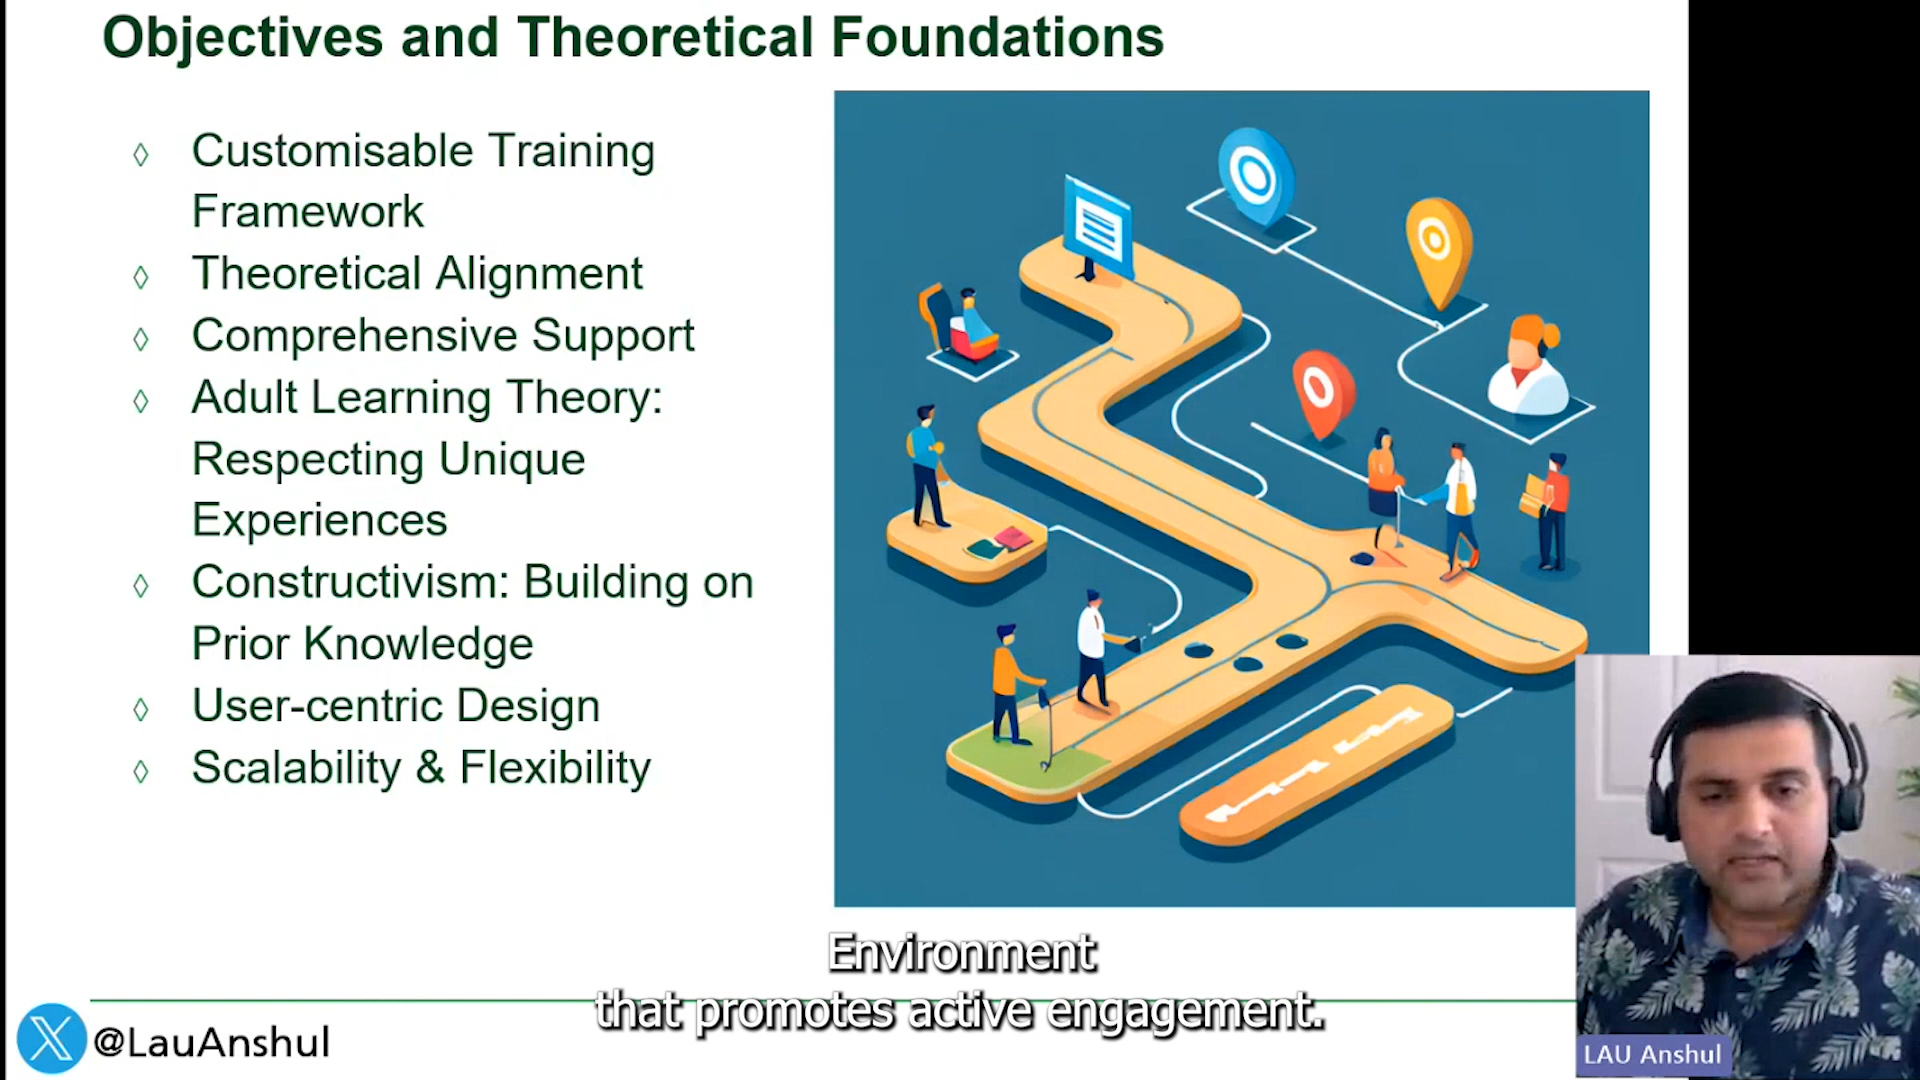 Objectives and Theoretical Foundations
◊ Customisable Training
Framework
◊ Theoretical Alignment
◊ Comprehensive Support
◊ Adult Learning Theory:
Respecting Unique
Experiences
◊ Constructivism: Building on
Prior Knowledge
◊ User-centric Design
◊ Scalability & Flexibility
Environment
that promotes active engagement.
@LauAnshul
LAU Anshul